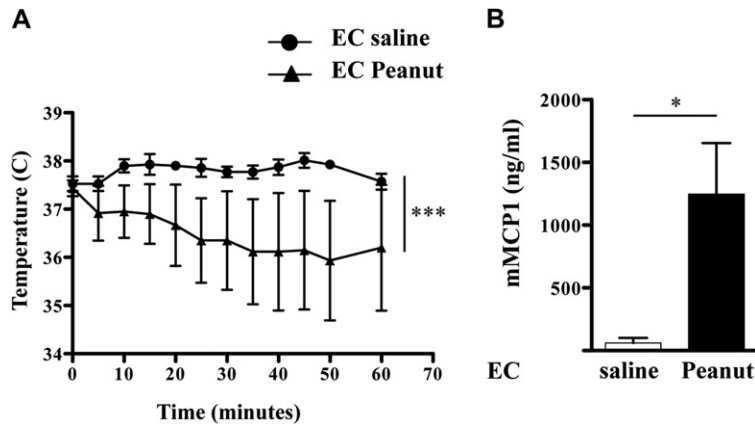 A
EC saline
EC Peanut
Temperature (C)
39
38
37
36
35
34
***
0 10 20 30 40 50 60 70
Time (minutes)
B
mMCP1 (ng/ml)
2000
1500
1000
500
*
EC saline Peanut